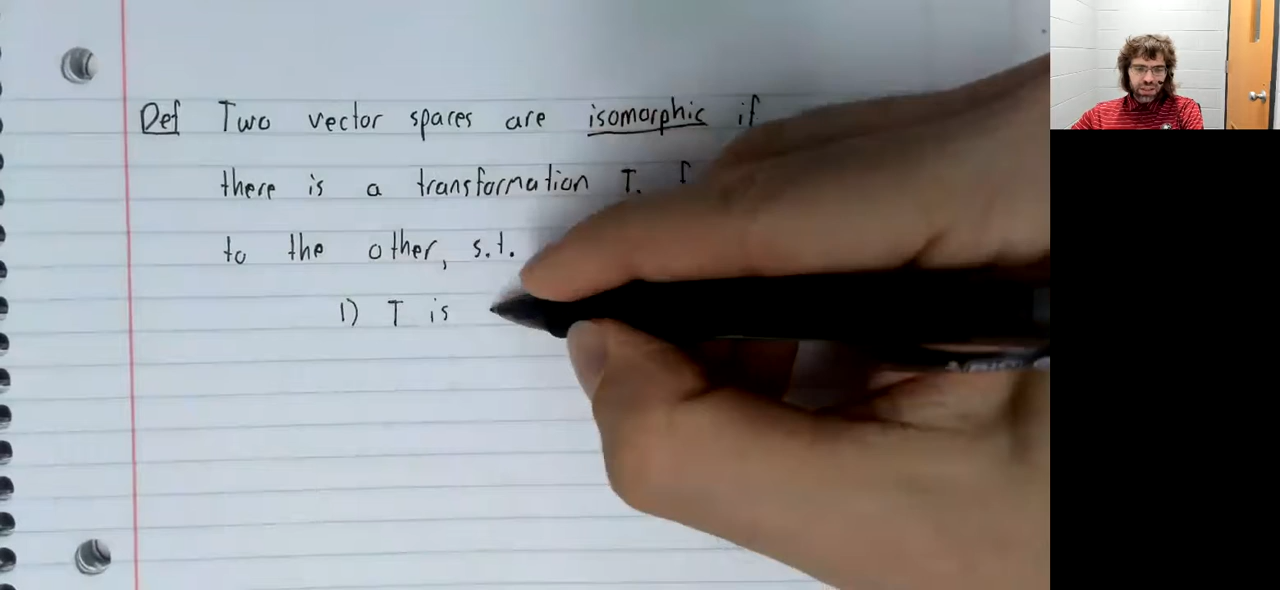 Def Two vector spaces are isomorphic if
there is a transformation T,
to the other, s.t.
1) T is